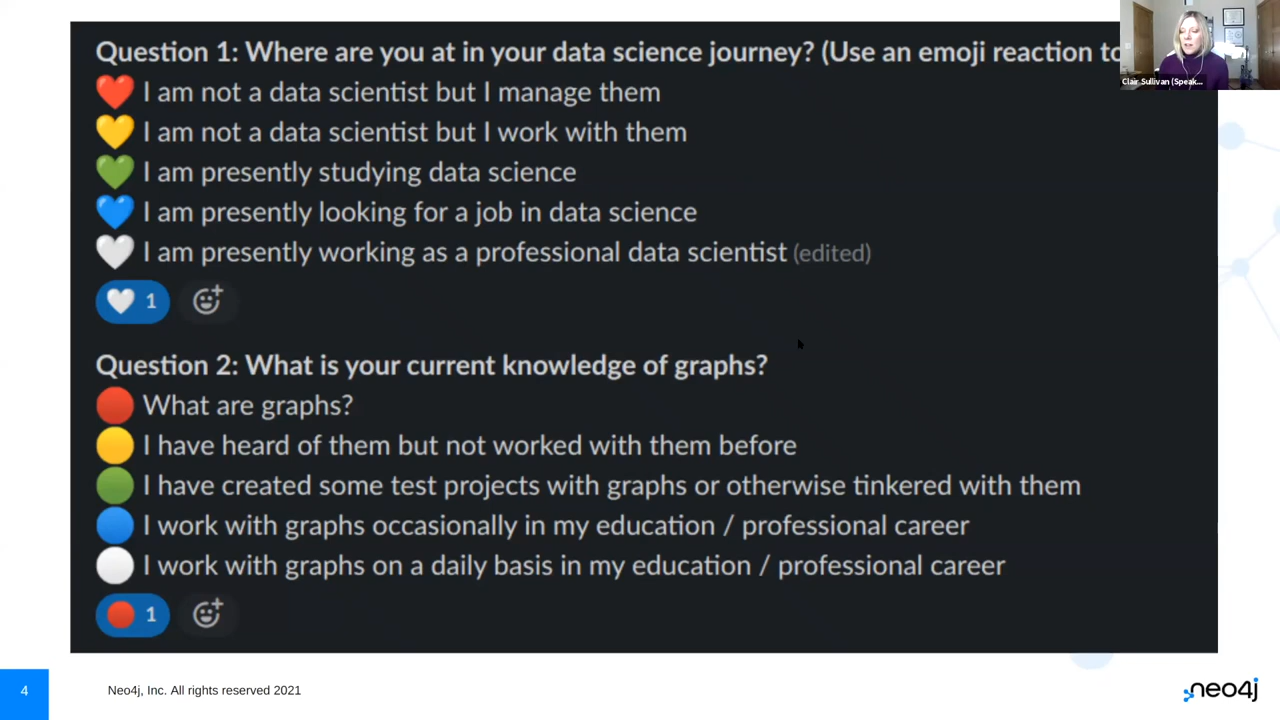 Question 1: Where are you at in your data science journey? (Use an emoji reaction to
I am not a data scientist but I manage them
I am not a data scientist but I work with them
I am presently studying data science
I am presently looking for a job in data science
I am presently working as a professional data scientist (edited)
1
Question 2: What is your current knowledge of graphs?
What are graphs?
I have heard of them but not worked with them before
I have created some test projects with graphs or otherwise tinkered with them
I work with graphs occasionally in my education / professional career
I work with graphs on a daily basis in my education / professional career
1
Clair Sullivan (Speak...
4
Neo4j, Inc. All rights reserved 2021
neo4j